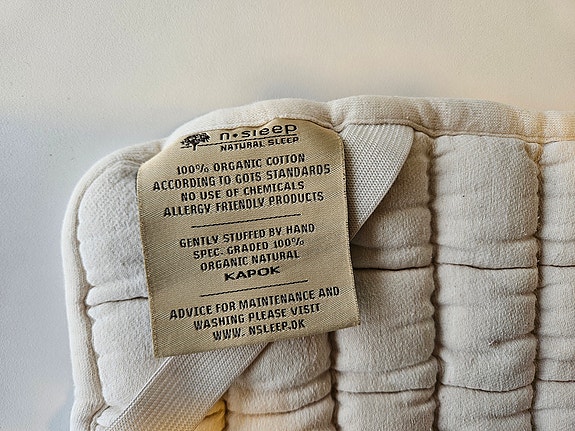 n•sleep
NATURAL SLEEP
100% ORGANIC COTTON
ACCORDING TO GOTS STANDARDS
NO USE OF CHEMICALS
ALLERGY FRIENDLY PRODUCTS
GENTLY STUFFED BY HAND
SPEC. GRADED 100%
ORGANIC NATURAL
KAPOK
ADVICE FOR MAINTENANCE AND
WASHING PLEASE VISIT
WWW. NSLEEP.DK